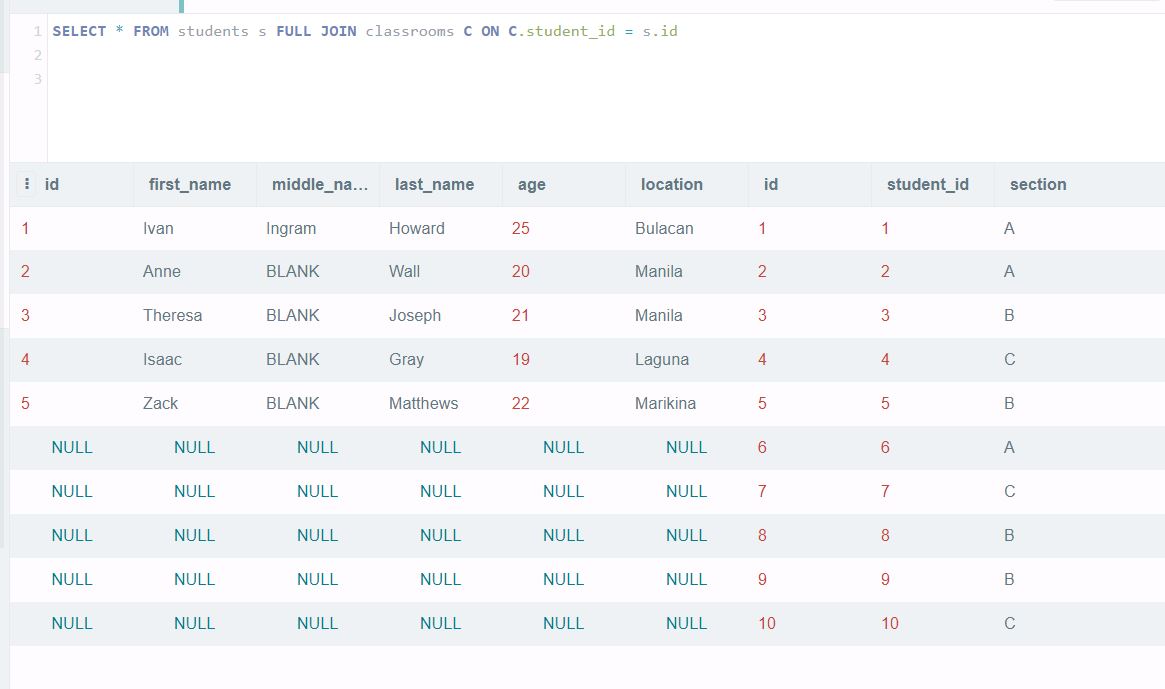 1 SELECT * FROM students s FULL JOIN classrooms C ON C.student_id = s.id
2
3
id first_name middle_na... last_name age location id student_id section
1 Ivan Ingram Howard 25 Bulacan 1 1 A
2 Anne BLANK Wall 20 Manila 2 2 A
3 Theresa BLANK Joseph 21 Manila 3 3 B
4 Isaac BLANK Gray 19 Laguna 4 4 C
5 Zack BLANK Matthews 22 Marikina 5 5 B
NULL NULL NULL NULL NULL NULL 6 6 A
NULL NULL NULL NULL NULL NULL 7 7 C
NULL NULL NULL NULL NULL NULL 8 8 B
NULL NULL NULL NULL NULL NULL 9 9 B
NULL NULL NULL NULL NULL NULL 10 10 C